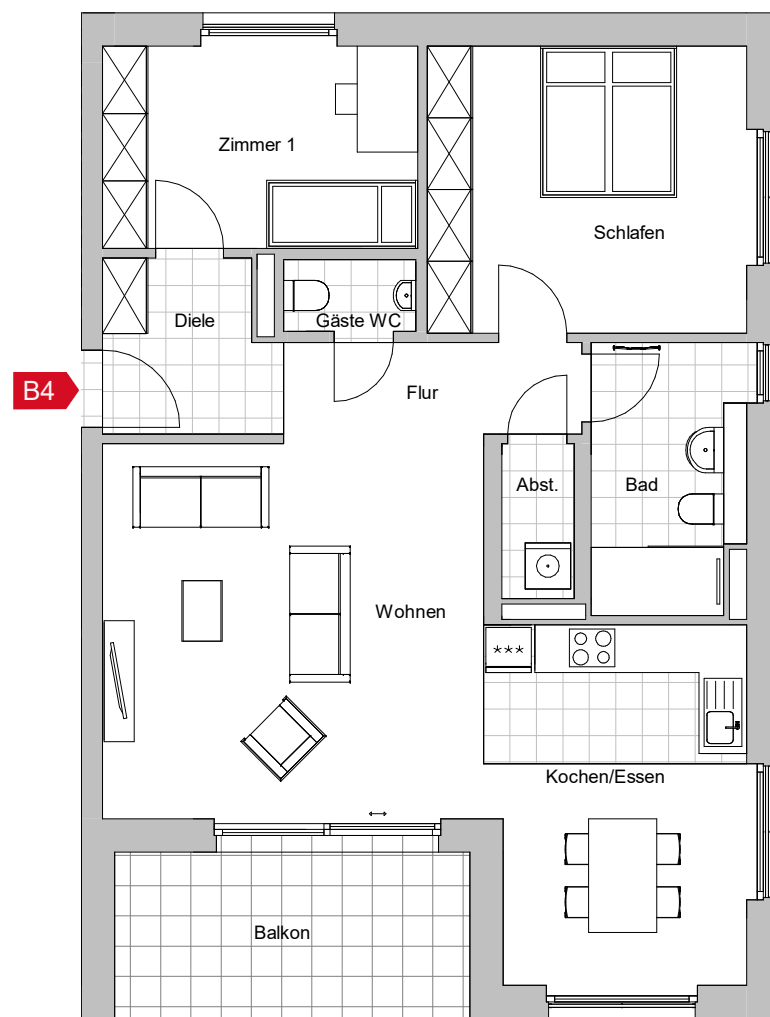 Zimmer 1
Schlafen
Diele
Gäste WC
B4
Flur
Abst.
Bad
Wohnen
***
Kochen/Essen
Balkon